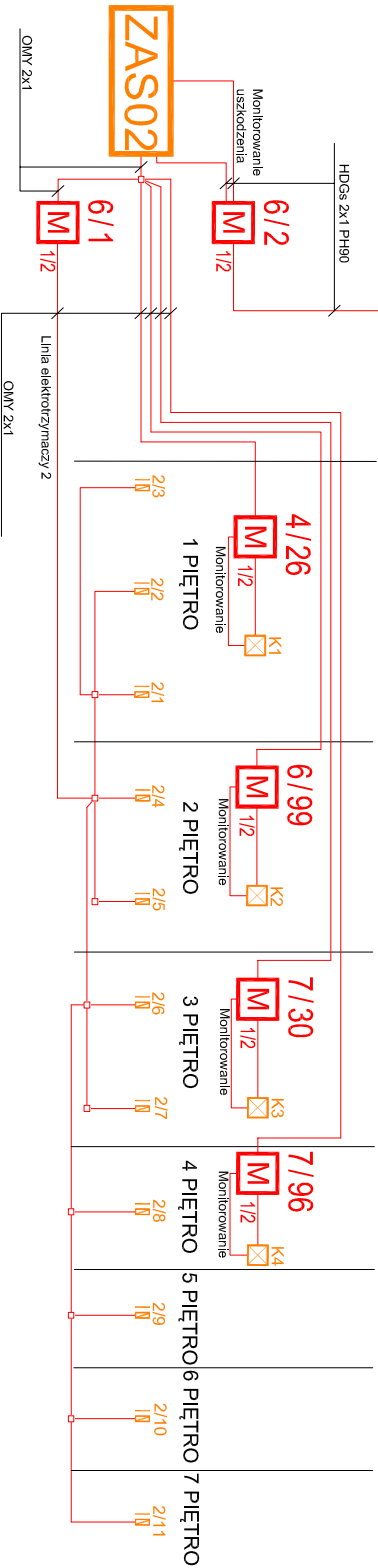 ZAS02
OMY 2x1
Monitorowanie
uszkodzenia
HDGs 2x1 PH90
6/1
M
1/2
6/2
M
1/2
Linia elektrotrzymaczy 2
OMY 2x1
4/26
M
1/2
Monitorowanie
K1
1 PIĘTRO
2/3
2/2
2/1
6/99
M
1/2
Monitorowanie
K2
2 PIĘTRO
2/4
2/5
7/30
M
1/2
Monitorowanie
K3
3 PIĘTRO
2/6
2/7
7/96
M
1/2
Monitorowanie
K4
4 PIĘTRO
2/8
5 PIĘTRO
2/9
6 PIĘTRO
2/10
7 PIĘTRO
2/11